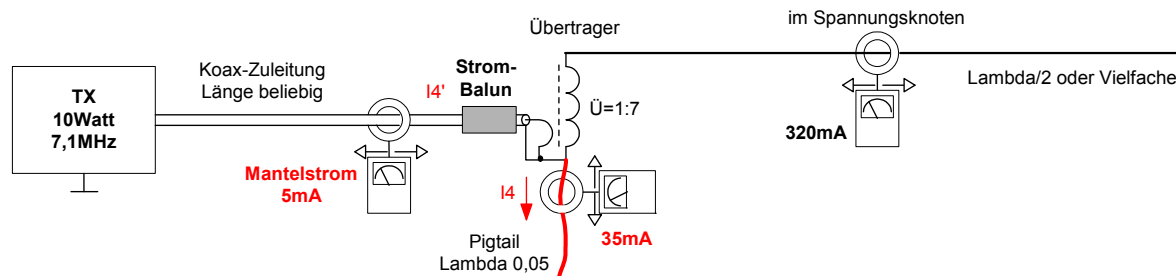 TX
10Watt
7,1MHz
Koax-Zuleitung
Länge beliebig
I4'
Strom-
Balun
Mantelstrom
5mA
Übertrager
Ü=1:7
I4
35mA
Pigtail
Lambda 0,05
im Spannungsknoten
320mA
Lambda/2 oder Vielfache